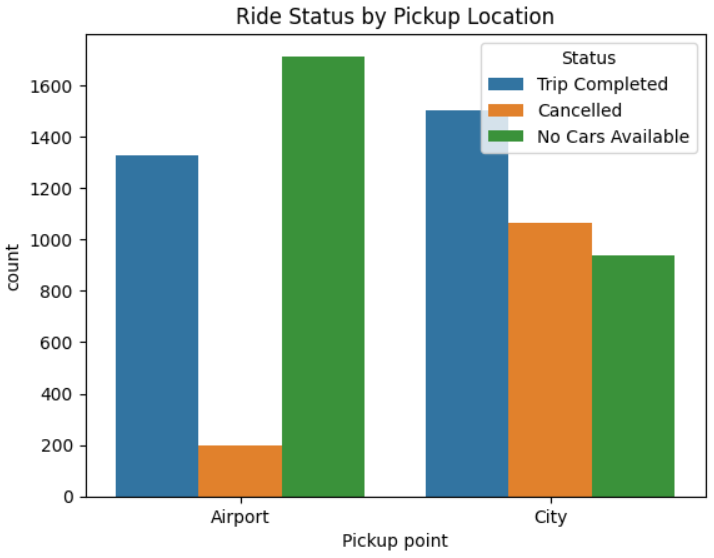 Ride Status by Pickup Location
Status
Trip Completed
Cancelled
No Cars Available
count
1600
1400
1200
1000
800
600
400
200
0
Airport
City
Pickup point